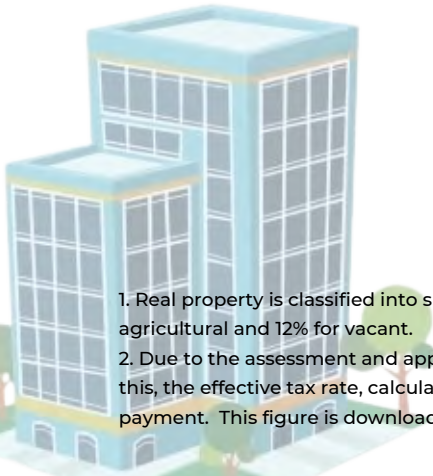 1. Real property is classified into s
agricultural and 12% for vacant.
2. Due to the assessment and app
this, the effective tax rate, calcula
payment. This figure is downloac